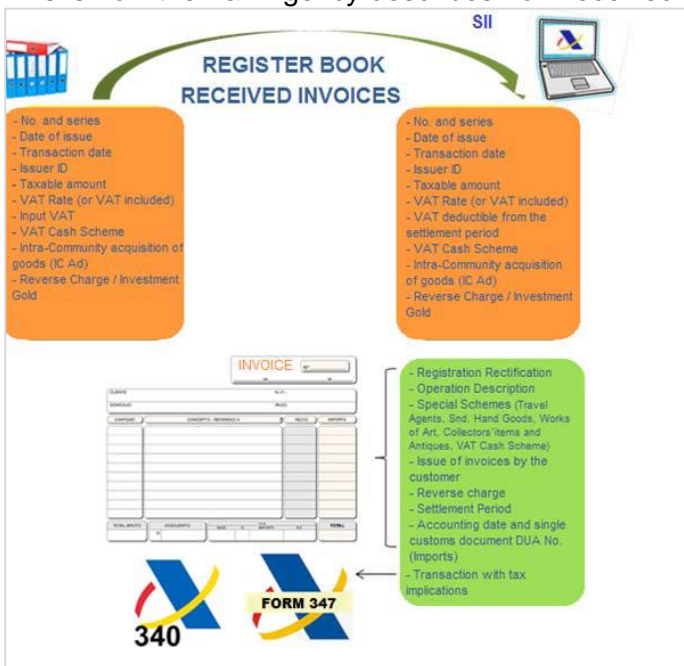 SII
REGISTER BOOK
RECEIVED INVOICES
- No. and series
- Date of issue
- Transaction date
- Issuer ID
- Taxable amount
- VAT Rate (or VAT included)
- Input VAT
- VAT Cash Scheme
- Intra-Community acquisition of
goods (IC Ad)
- Reverse Charge / Investment
Gold
- No. and series
- Date of issue
- Transaction date
- Issuer ID
- Taxable amount
- VAT Rate (or VAT included)
- VAT deductible from the
settlement period
- VAT Cash Scheme
- Intra-Community acquisition
of goods (IC Ad)
- Reverse Charge / Investment
Gold
INVOICE
TOTAL
- Registration Rectification
- Operation Description
- Special Schemes (Travel
Agents, Snd. Hand Goods, Works
of Art, Collectors'items and
Antiques, VAT Cash Scheme)
- Issue of invoices by the
customer
- Reverse charge
- Settlement Period
- Accounting date and single
customs document DUA No.
(Imports)
- Transaction with tax
implications
340
FORM 347